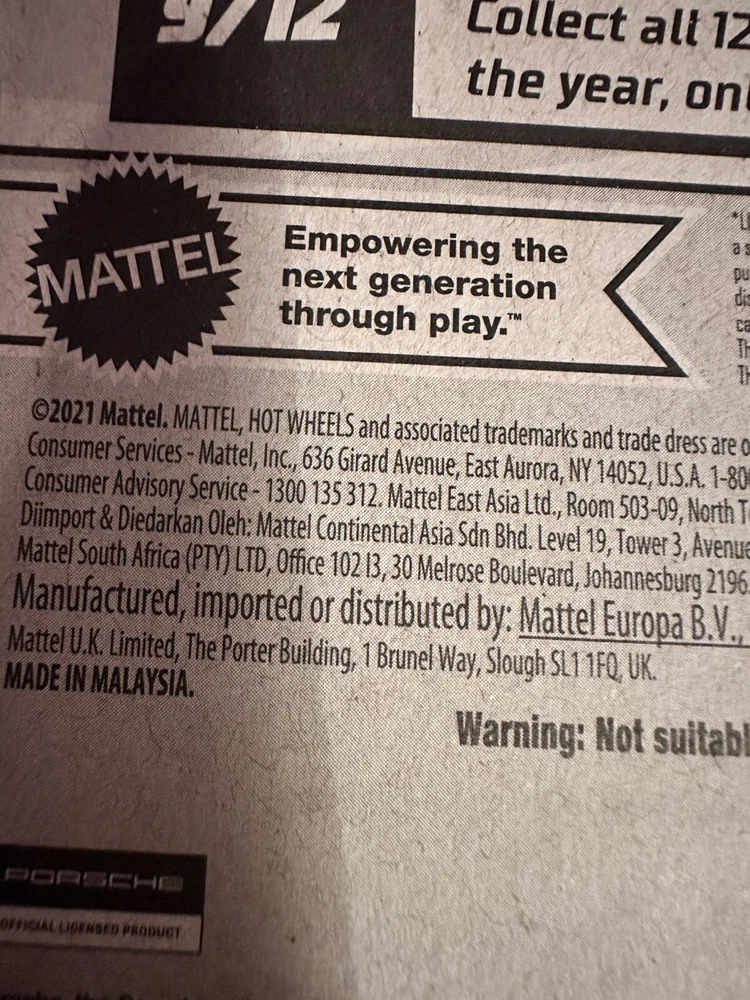 9/12
Collect all 12
the year, onl
MATTEL
Empowering the
next generation
through play.™
©2021 Mattel. MATTEL, HOT WHEELS and associated trademarks and trade dress are o
Consumer Services - Mattel, Inc., 636 Girard Avenue, East Aurora, NY 14052, U.S.A. 1-80
Consumer Advisory Service - 1300 135 312. Mattel East Asia Ltd., Room 503-09, North T
Diimport & Diedarkan Oleh: Mattel Continental Asia Sdn Bhd. Level 19, Tower 3, Avenue
Mattel South Africa (PTY) LTD, Office 102 I3, 30 Melrose Boulevard, Johannesburg 2196.
Manufactured, imported or distributed by: Mattel Europa B.V.,
Mattel U.K. Limited, The Porter Building, 1 Brunel Way, Slough SL1 1FQ, UK.
MADE IN MALAYSIA.
Warning: Not suitabl
PORSCHE
OFFICIAL LICENSED PRODUCT